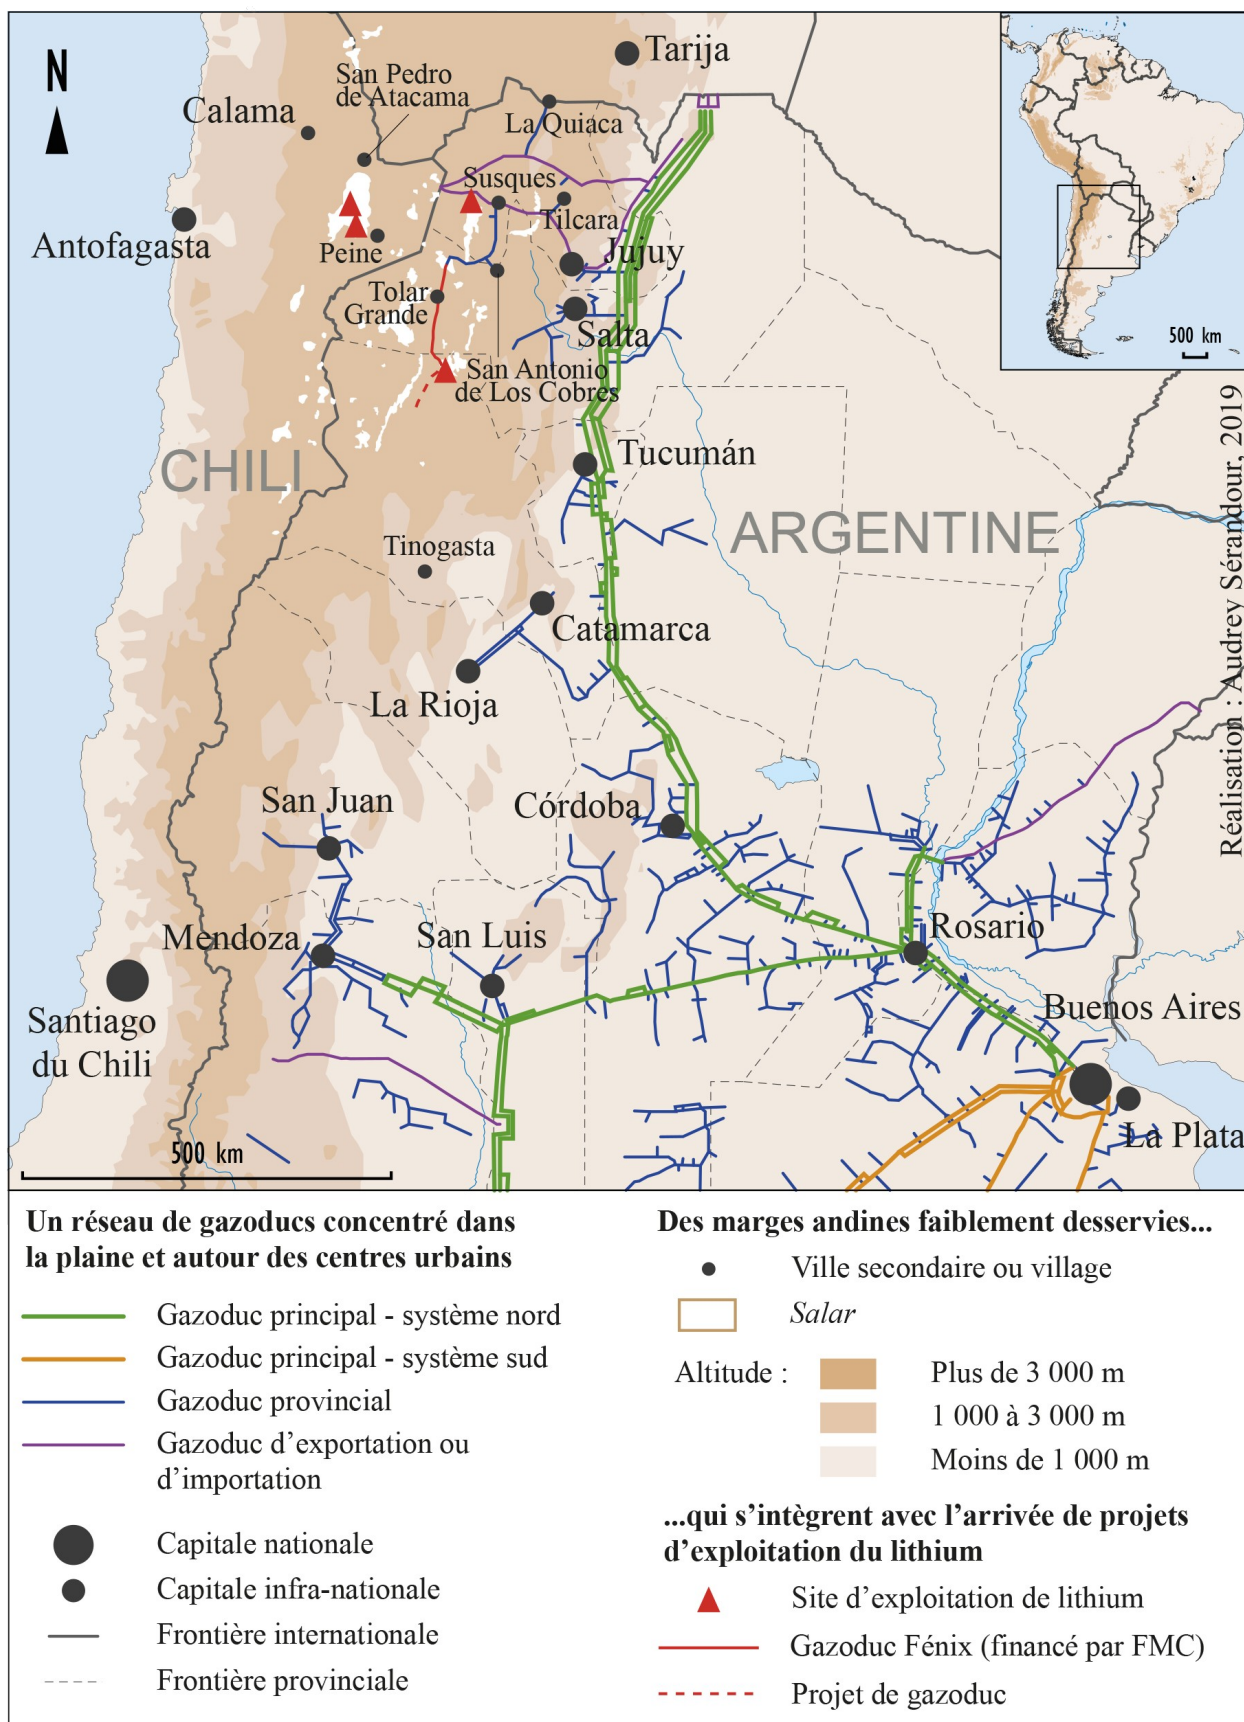 N
Tarija
San Pedro
de Atacama
Calama
La Quiaca
Susques
Tilcara
Antofagasta
Peine
Jujuy
Tolar
Grande
Salta
San Antonio
de Los Cobres
500 km
CHILI
Tucumán
ARGENTINE
Tinogasta
Catamarca
La Rioja
San Juan
Córdoba
Mendoza
San Luis
Rosario
Santiago
du Chili
Buenos Aires
La Plata
500 km
Réalisation : Audrey Sérandour, 2019
Un réseau de gazoducs concentré dans
la plaine et autour des centres urbains
Gazoduc principal - système nord
Gazoduc principal - système sud
Gazoduc provincial
Gazoduc d'exportation ou
d'importation
Capitale nationale
Capitale infra-nationale
Frontière internationale
Frontière provinciale
Des marges andines faiblement desservies...
Ville secondaire ou village
Salar
Altitude :
Plus de 3 000 m
1 000 à 3 000 m
Moins de 1 000 m
...qui s'intègrent avec l'arrivée de projets
d'exploitation du lithium
Site d'exploitation de lithium
Gazoduc Fénix (financé par FMC)
Projet de gazoduc